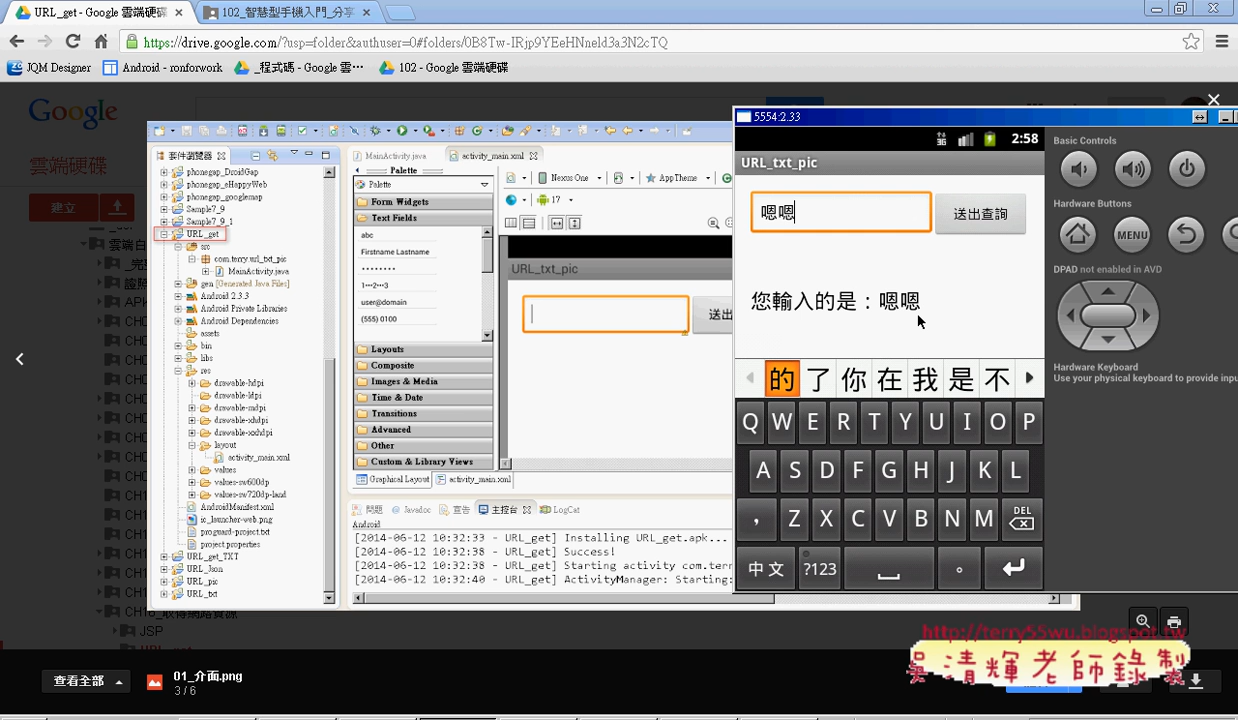 URL_get - Google 雲端硬碟
102_智慧型手機入門_分享
https://drive.google.com/?usp=folder&authuser=0#folders/0B8Tw-IRjp9YEeHNneld3a3N2cTQ
JQM Designer
Android - ronforwork
_程式碼 - Google 雲…
102 - Google 雲端硬碟
Google
雲端硬碟
建立
套件瀏覽器
phonegap_DroidGap
phonegap_eHappyWeb
phonegap_googlemap
Sample7_9
Sample7_9_1
URL_get
src
com.terry.url_txt_pic
MainActivity.java
gen [Generated Java Files]
Android 2.3.3
Android Private Libraries
Android Dependencies
assets
bin
libs
res
drawable-hdpi
drawable-ldpi
drawable-mdpi
drawable-xhdpi
drawable-xxhdpi
layout
activity_main.xml
values
values-sw600dp
values-sw720dp-land
AndroidManifest.xml
ic_launcher-web.png
proguard-project.txt
project.properties
URL_get_TXT
URL_Json
URL_pic
URL_txt
MainActivity.java
activity_main.xml
Palette
Palette
Form Widgets
Text Fields
abc
Firstname Lastname
1•••2•••3
user@domain
(555) 0100
Layouts
Composite
Images & Media
Time & Date
Transitions
Advanced
Other
Custom & Library Views
Graphical Layout
activity_main.xml
Nexus One
AppTheme
17
URL_txt_pic
送出
問題
Javadoc
宣告
主控台
LogCat
Android
[2014-06-12 10:32:33 - URL_get] Installing URL_get.apk...
[2014-06-12 10:32:38 - URL_get] Success!
[2014-06-12 10:32:38 - URL_get] Starting activity com.terr
[2014-06-12 10:32:40 - URL_get] ActivityManager: Starting:
5554:2.33
3G
2:58
URL_txt_pic
嗯嗯
送出查詢
您輸入的是：嗯嗯
的 了 你 在 我 是 不
Q W E R T Y U I O P
A S D F G H J K L
， Z X C V B N M DEL
中文 ?123 。
Basic Controls
Hardware Buttons
MENU
DPAD not enabled in AVD
Hardware Keyboard
Use your physical keyboard to provide inpu
JSP
http://terry55wu.blogspot.tw
吳清輝老師錄製
查看全部
01_介面.png
3 / 6